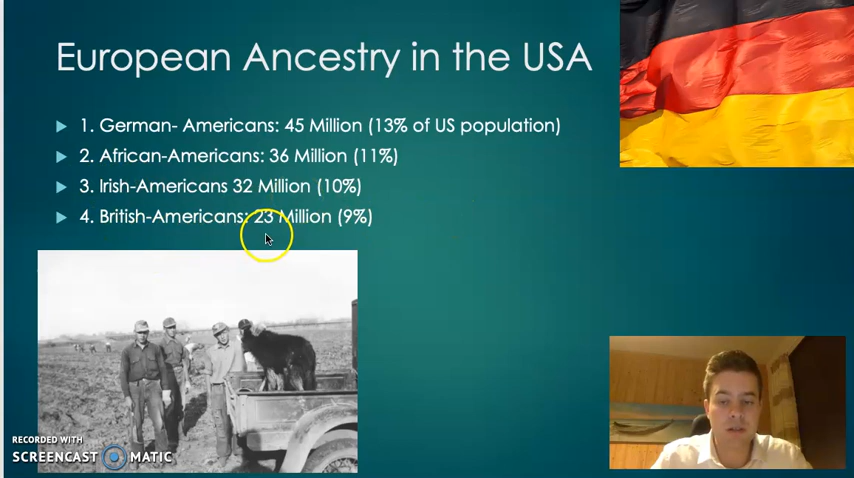 European Ancestry in the USA
1. German- Americans: 45 Million (13% of US population)
2. African-Americans: 36 Million (11%)
3. Irish-Americans 32 Million (10%)
4. British-Americans: 23 Million (9%)
RECORDED WITH
SCREENCAST MATIC